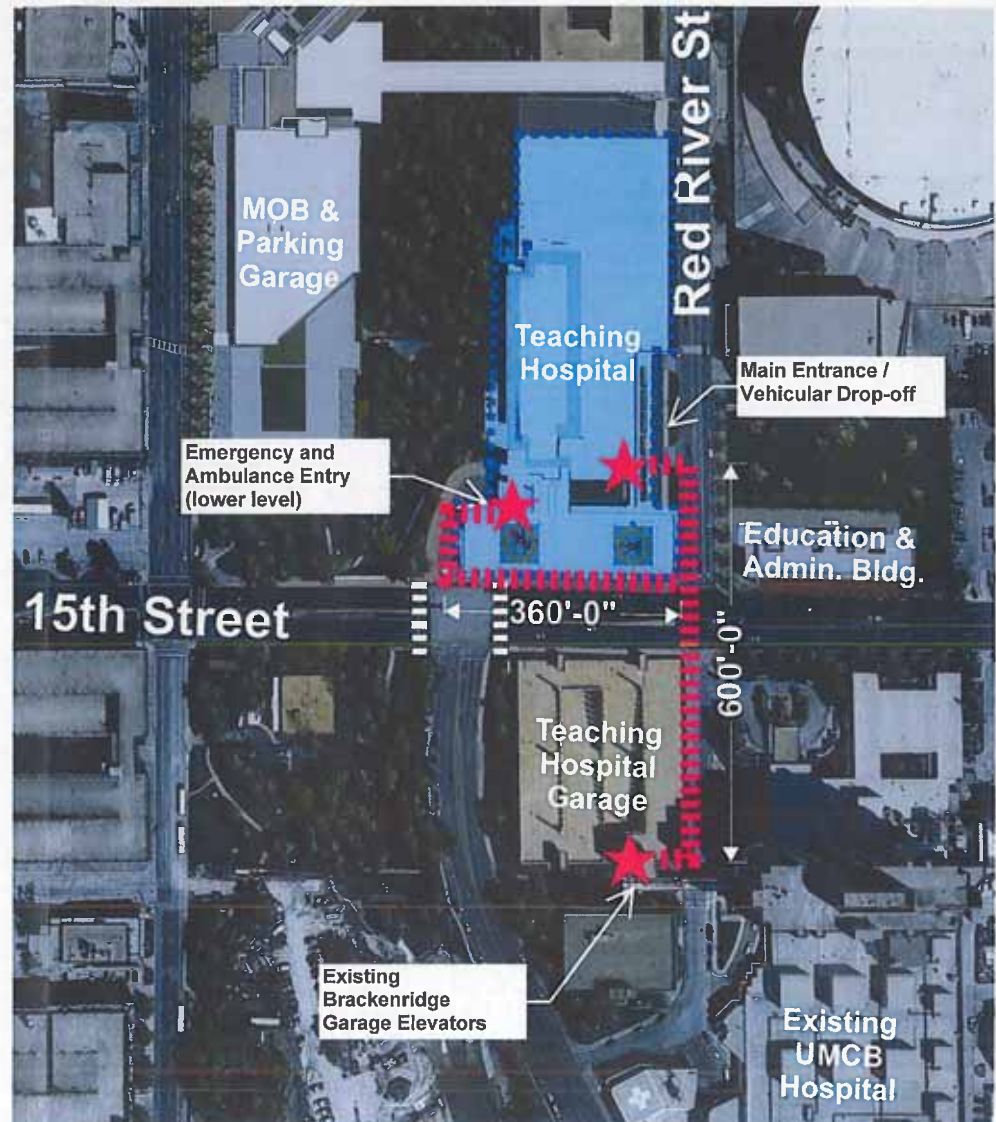 Red River St
MOB &
Parking
Garage
Teaching
Hospital
Main Entrance /
Vehicular Drop-off
Emergency and
Ambulance Entry
(lower level)
Education &
Admin. Bldg.
15th Street
360'-0"
600'-0"
Teaching
Hospital
Garage
Existing
Brackenridge
Garage Elevators
Existing
UMCB
Hospital